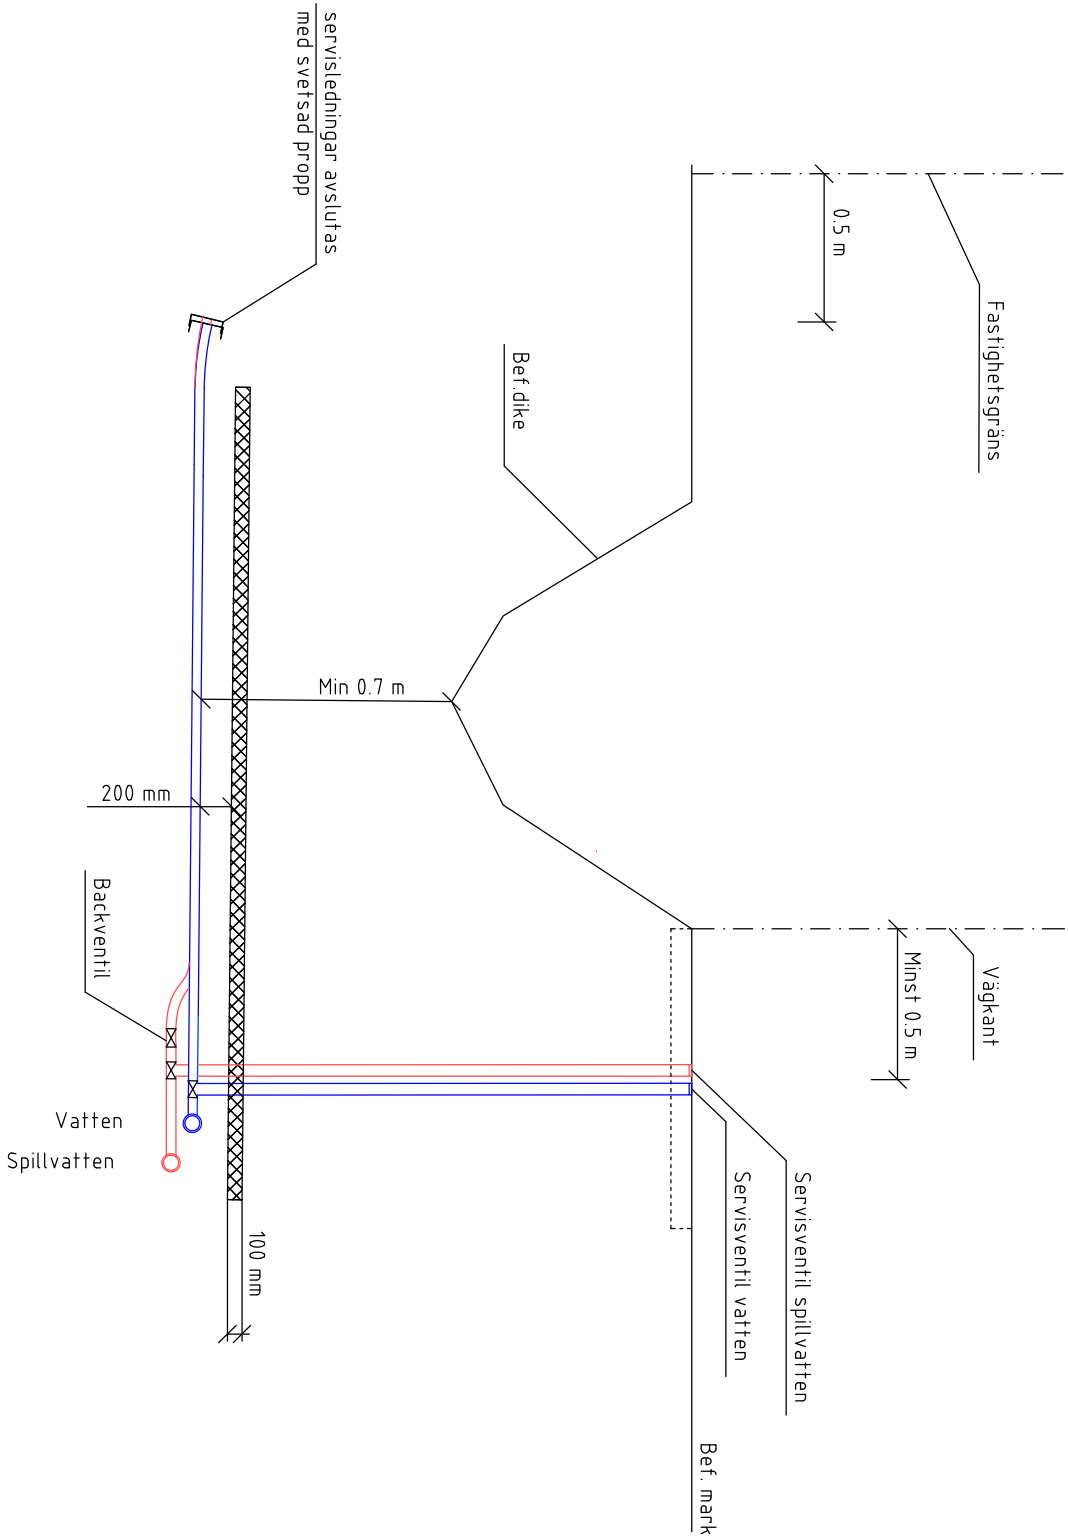 Fastighetsgräns
0.5 m
Vägkant
Minst 0.5 m
Servisventil spillvatten
Servisventil vatten
Bef. mark
Bef.dike
Min 0.7 m
servisledningar avslutas
med svetsad propp
200 mm
100 mm
Backventil
Vatten
Spillvatten